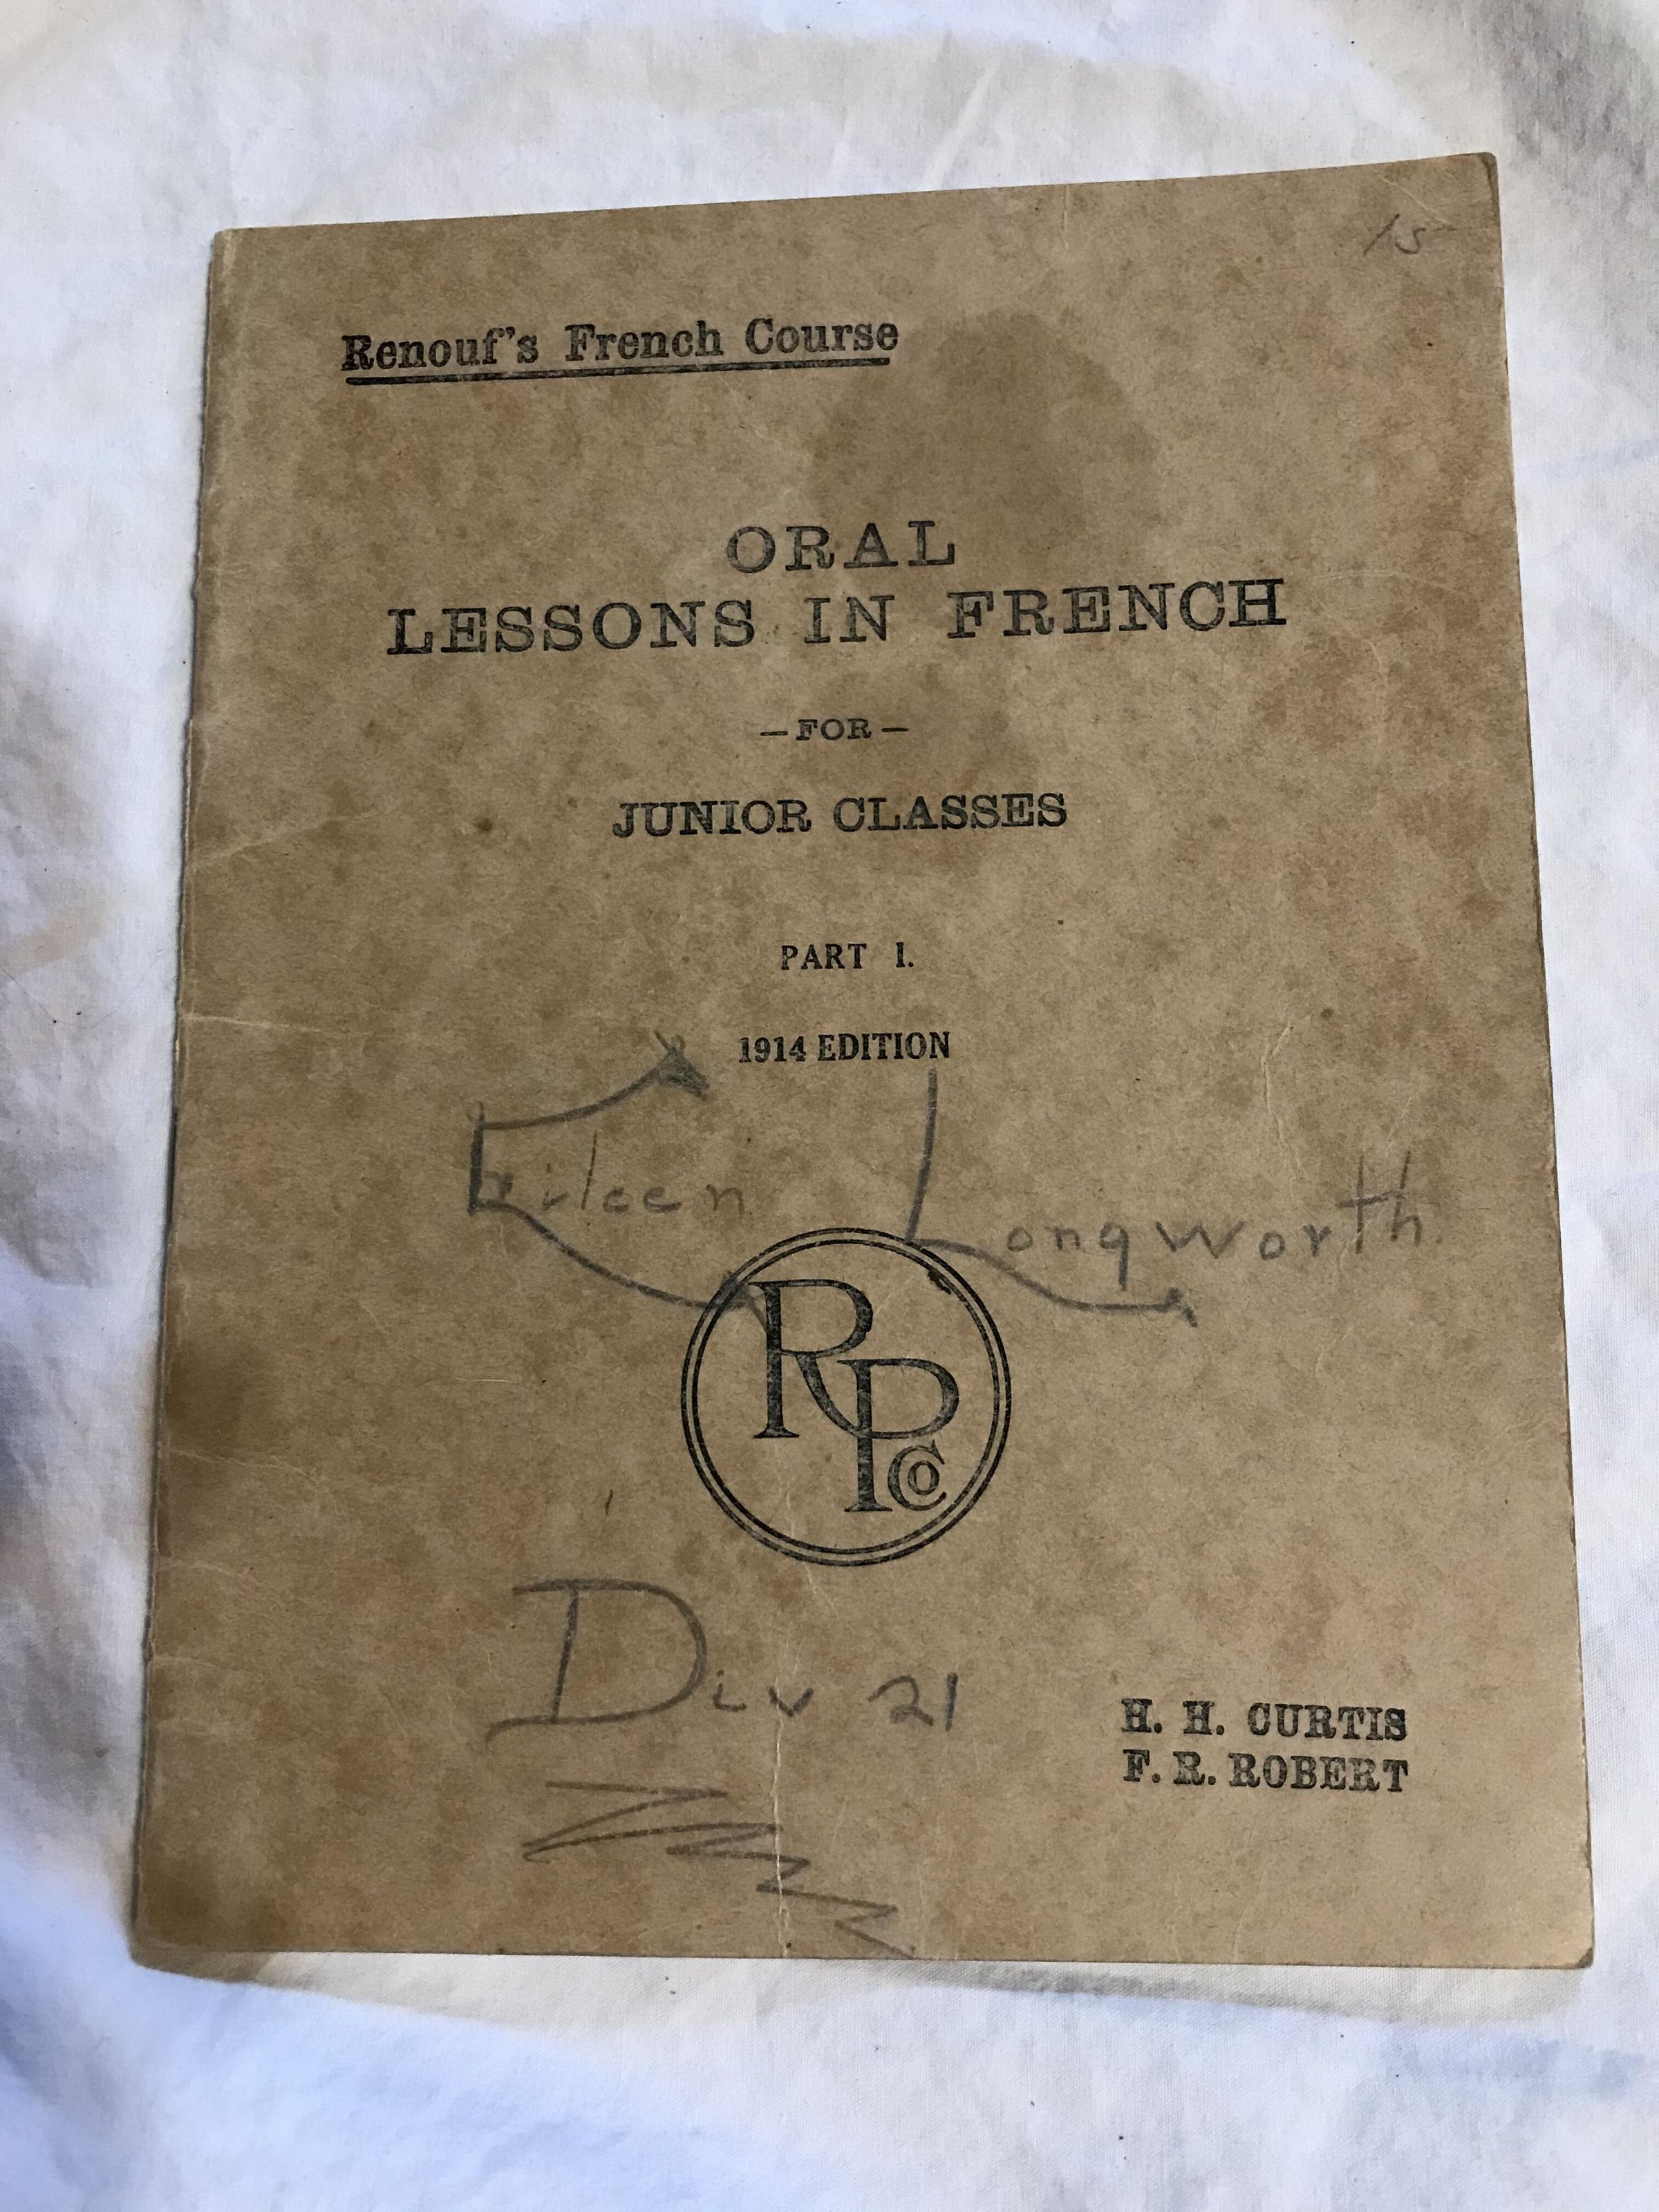 15
Renouf's French Course
ORAL
LESSONS IN FRENCH
—FOR—
JUNIOR CLASSES
PART I.
1914 EDITION
Eileen Longworth
RPCo
Div 21
H. H. CURTIS
F. R. ROBERT